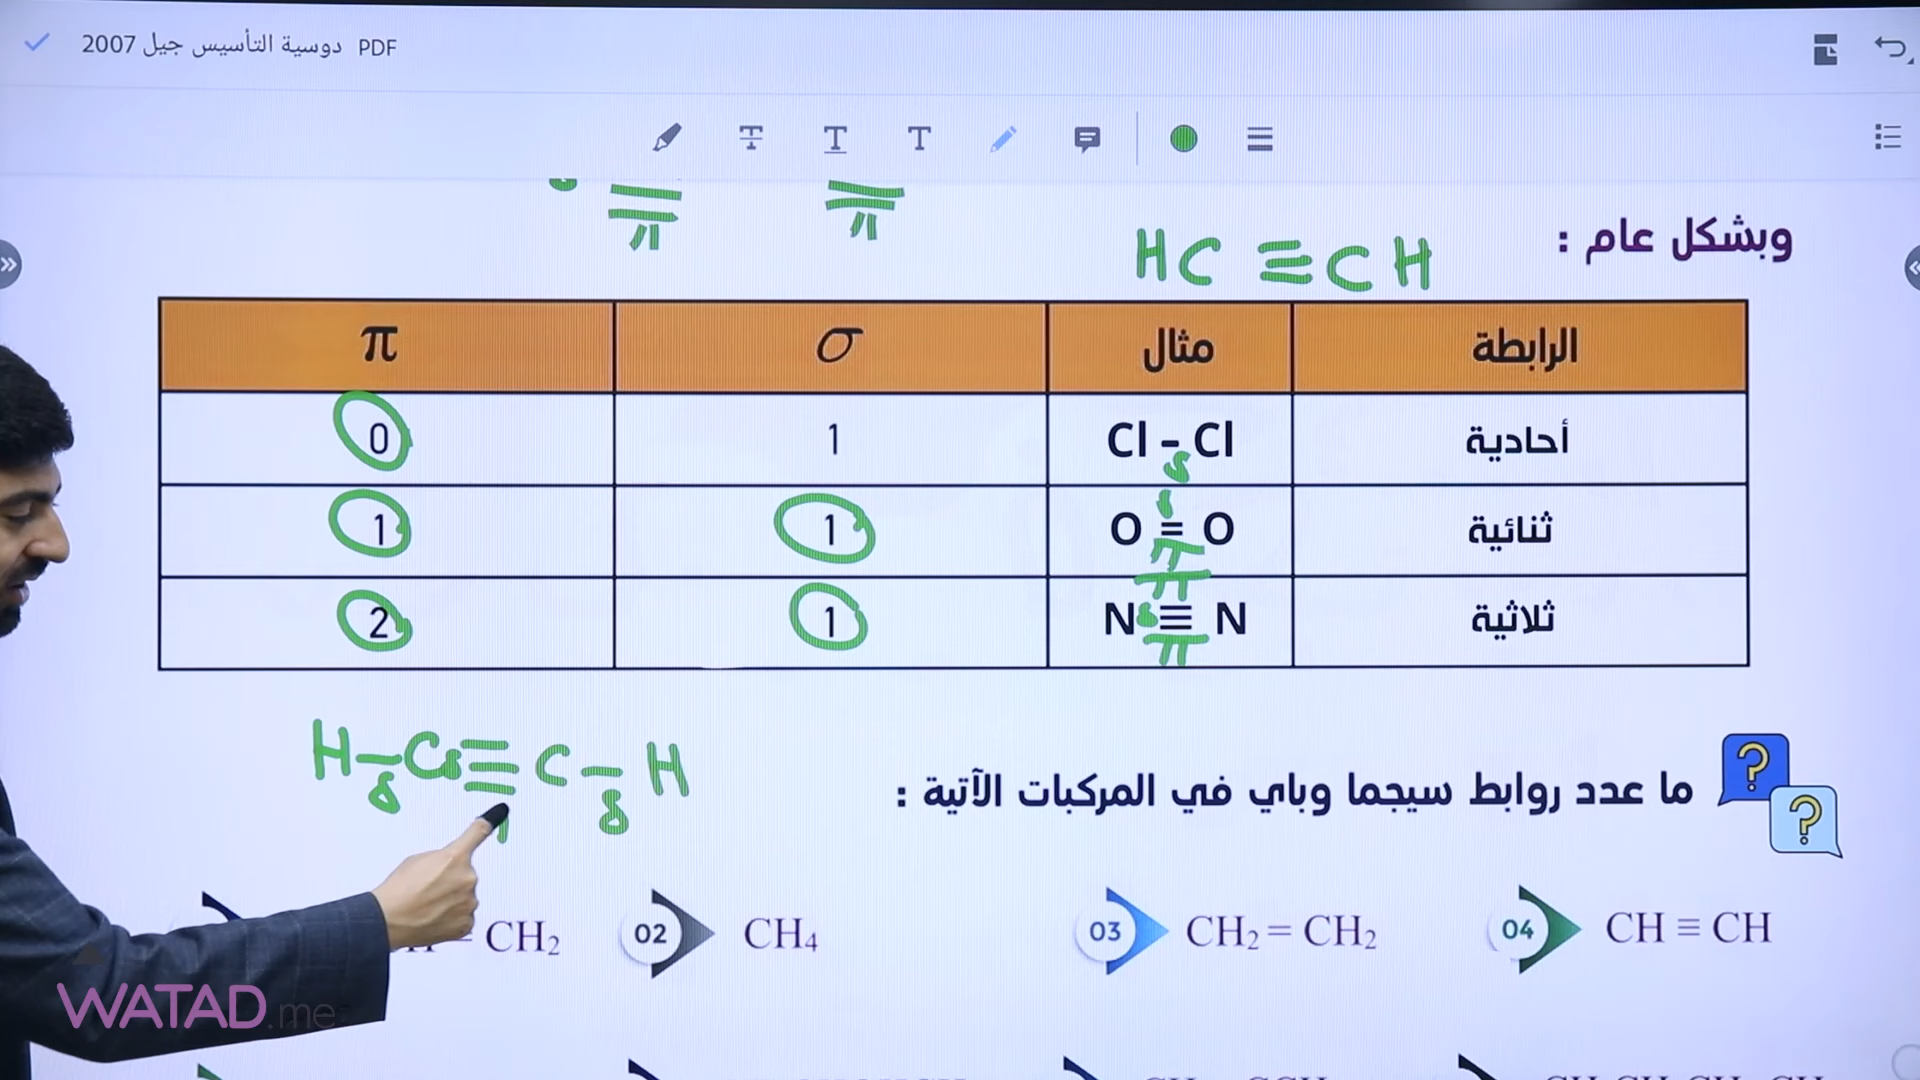 دوسية التأسيس جيل 2007 PDF
π π
وبشكل عام :
HC ≡ CH
الرابطة مثال σ π
أحادية Cl - Cl 1 0
ثنائية O = O 1 1
π
π
ثلاثية N ≡ N 1 2
π
H-C≡C-H
ما عدد روابط سيجما وباي في المركبات الآتية :
CH₂
02 CH₄
03 CH₂ = CH₂
04 CH ≡ CH
WATAD.me